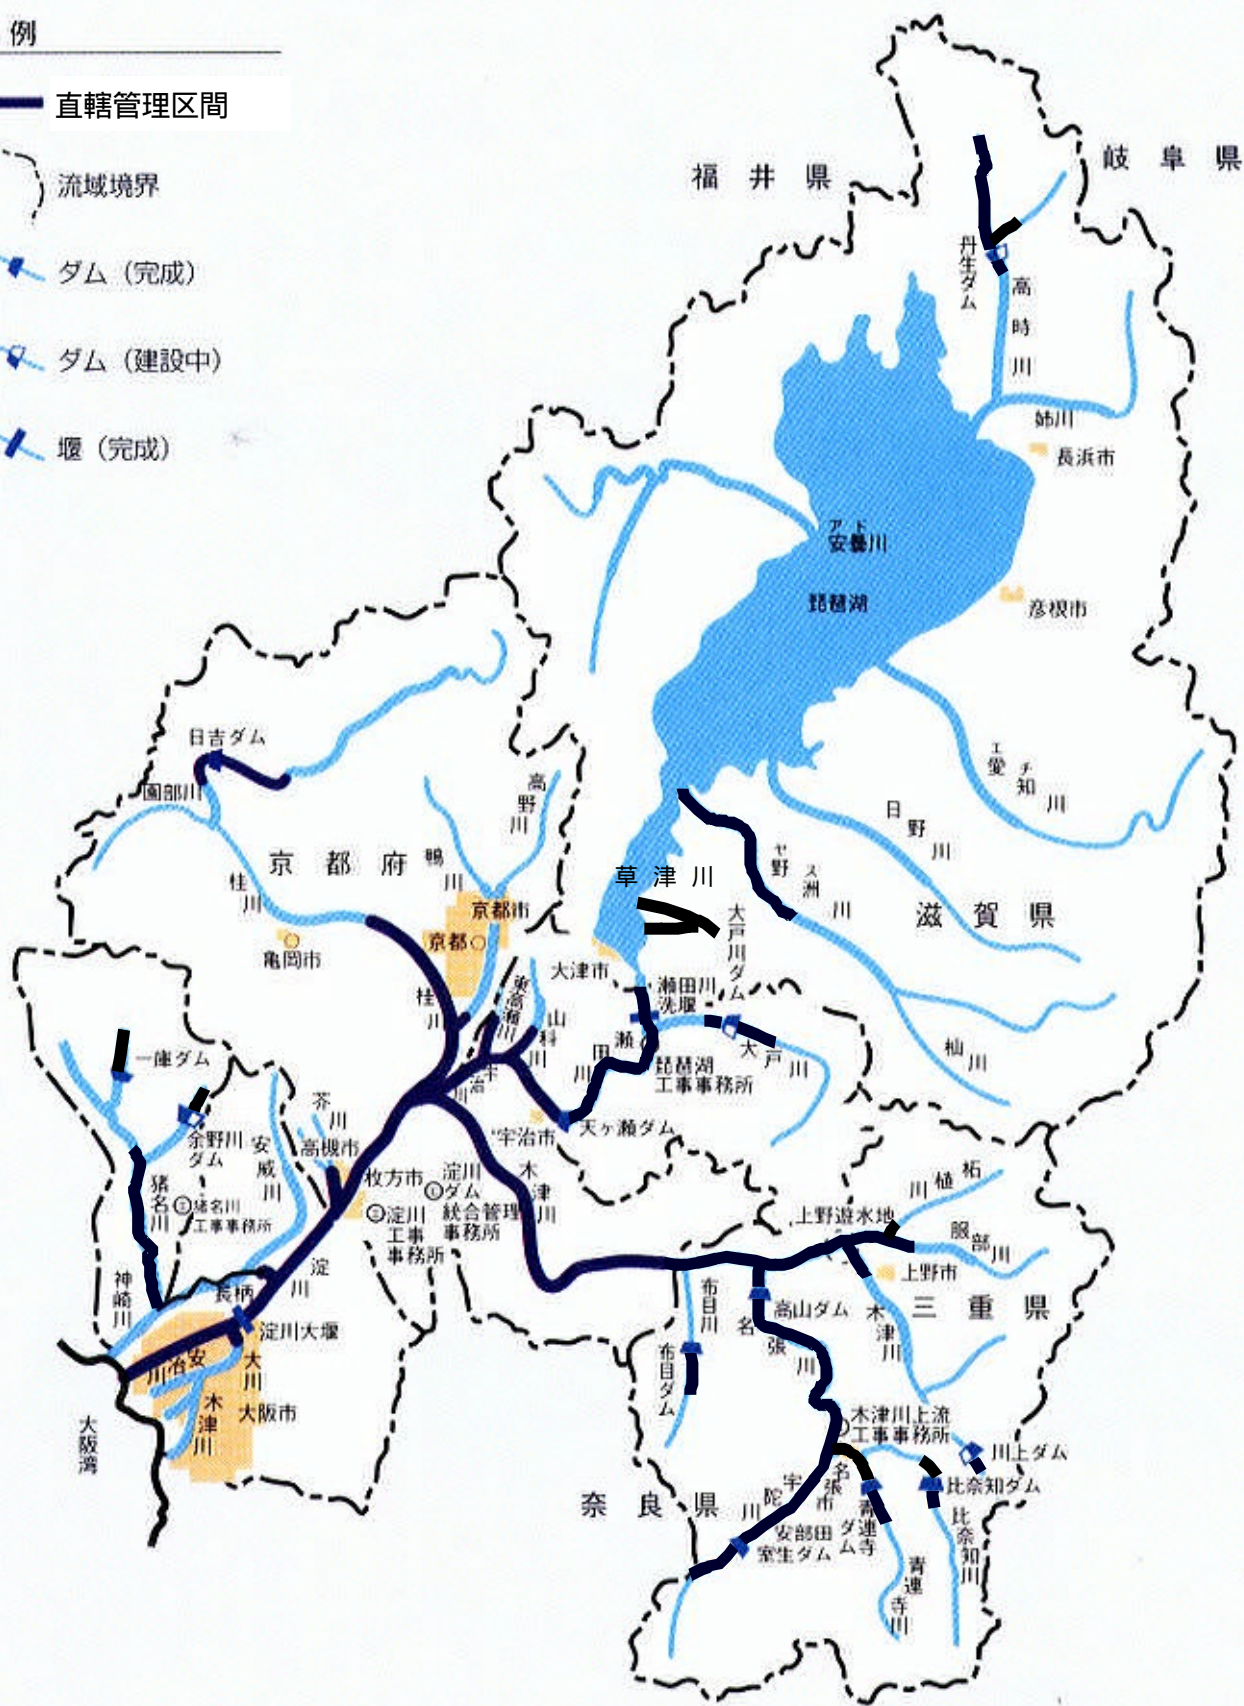 例
直轄管理区間
流域境界
ダム（完成）
ダム（建設中）
堰（完成）
福井県
岐阜県
丹生ダム
高時川
姉川
長浜市
アド
安曇川
琵琶湖
彦根市
日吉ダム
園部川
高野川
エチ
愛知川
日野川
京都府
鴨川
桂川
草津川
ヤス
野洲川
滋賀県
京都市
京都
亀岡市
大津市
大戸川ダム
瀬田川
洗堰
桂川
東高瀬川
山科川
瀬田川
大戸川
杣川
琵琶湖
工事事務所
一庫ダム
宇治川
天ヶ瀬ダム
宇治市
余野川
ダム
芥川
高槻市
安威川
猪名川
猪名川
工事事務所
枚方市
淀川
ダム
統合管理
事務所
淀川
工事
事務所
木津川
柘植川
上野遊水地
服部川
上野市
三重県
神崎川
長柄
淀川
淀川大堰
布目川
高山ダム
名張川
木津川
布目ダム
安治川
大川
木津川
大阪市
大阪湾
木津川上流
工事事務所
川上ダム
比奈知ダム
名張市
奈良県
宇陀川
安部田
室生ダム
青連寺
ダム
比奈知川
青連寺川